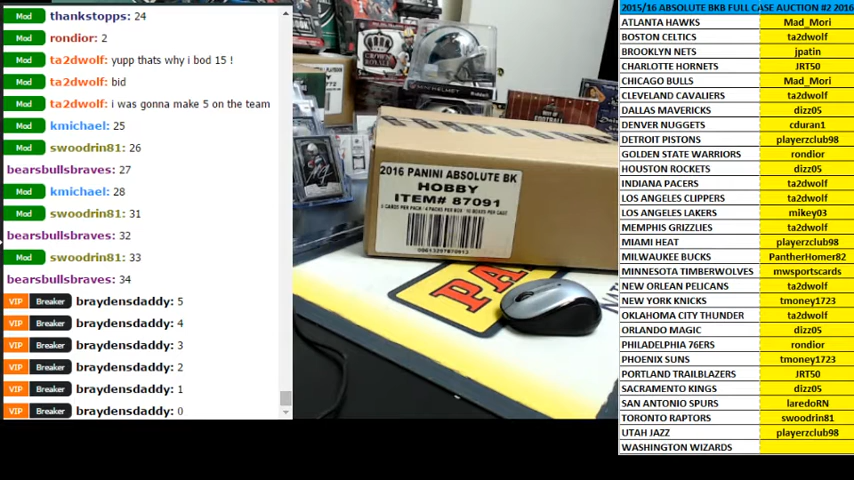 Mod thankstopps: 24
Mod rondior: 2
Mod ta2dwolf: yupp thats why i bod 15 !
Mod ta2dwolf: bid
Mod ta2dwolf: i was gonna make 5 on the team
Mod kmichael: 25
Mod swoodrin81: 26
bearsbullsbraves: 27
Mod kmichael: 28
Mod swoodrin81: 31
bearsbullsbraves: 32
Mod swoodrin81: 33
bearsbullsbraves: 34
VIP Breaker braydensdaddy: 5
VIP Breaker braydensdaddy: 4
VIP Breaker braydensdaddy: 3
VIP Breaker braydensdaddy: 2
VIP Breaker braydensdaddy: 1
VIP Breaker braydensdaddy: 0
CROWN
ROYALE
2016 PANINI ABSOLUTE BK
HOBBY
ITEM# 87091
PA
2015/16 ABSOLUTE BKB FULL CASE AUCTION #2 2016
ATLANTA HAWKS Mad_Mori
BOSTON CELTICS ta2dwolf
BROOKLYN NETS jpatin
CHARLOTTE HORNETS JRT50
CHICAGO BULLS Mad_Mori
CLEVELAND CAVALIERS ta2dwolf
DALLAS MAVERICKS dizz05
DENVER NUGGETS cduran1
DETROIT PISTONS playerzclub98
GOLDEN STATE WARRIORS rondior
HOUSTON ROCKETS dizz05
INDIANA PACERS ta2dwolf
LOS ANGELES CLIPPERS ta2dwolf
LOS ANGELES LAKERS mikey03
MEMPHIS GRIZZLIES ta2dwolf
MIAMI HEAT playerzclub98
MILWAUKEE BUCKS PantherHomer82
MINNESOTA TIMBERWOLVES mwsportscards
NEW ORLEAN PELICANS ta2dwolf
NEW YORK KNICKS tmoney1723
OKLAHOMA CITY THUNDER ta2dwolf
ORLANDO MAGIC dizz05
PHILADELPHIA 76ERS rondior
PHOENIX SUNS tmoney1723
PORTLAND TRAILBLAZERS JRT50
SACRAMENTO KINGS dizz05
SAN ANTONIO SPURS laredoRN
TORONTO RAPTORS swoodrin81
UTAH JAZZ playerzclub98
WASHINGTON WIZARDS